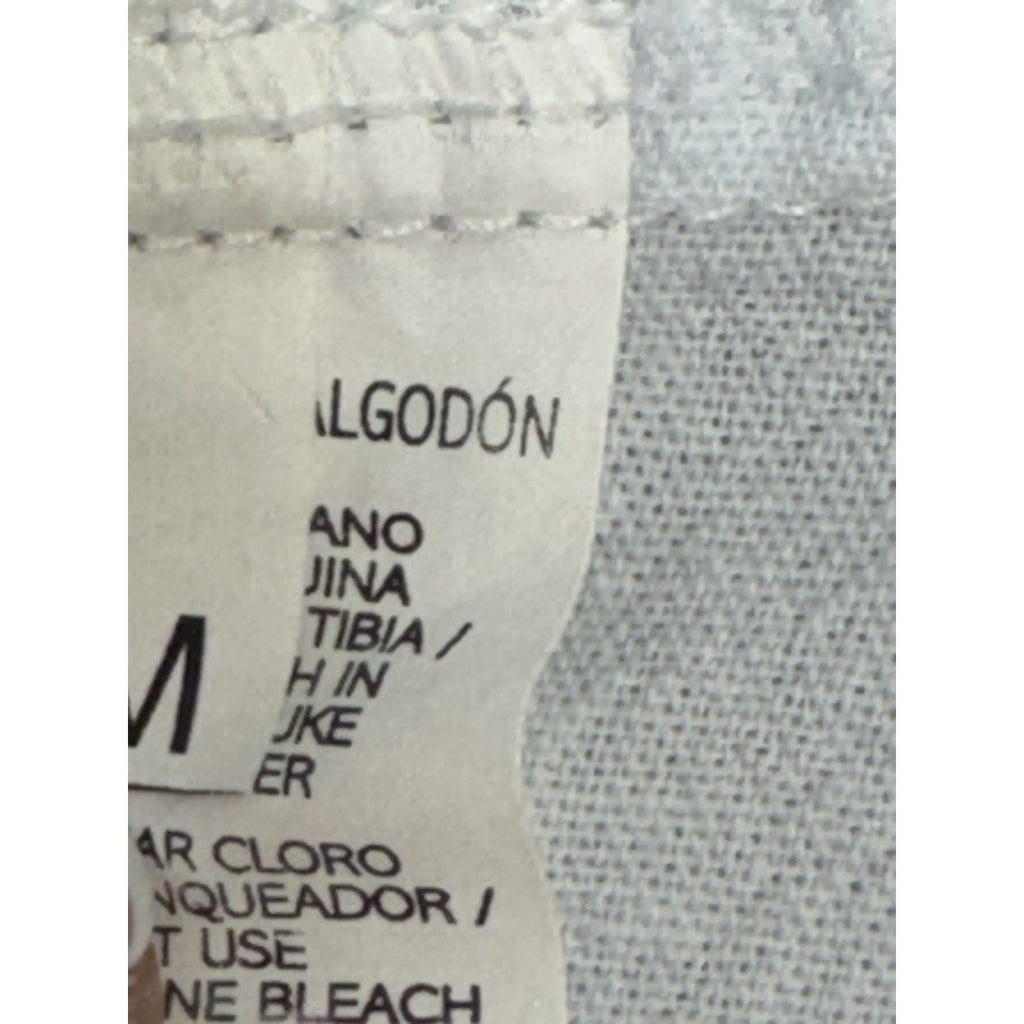 ALGODÓN
ANO
JINA
TIBIA /
H IN
JKE
M
ER
AR CLORO
NQUEADOR /
T USE
NE BLEACH